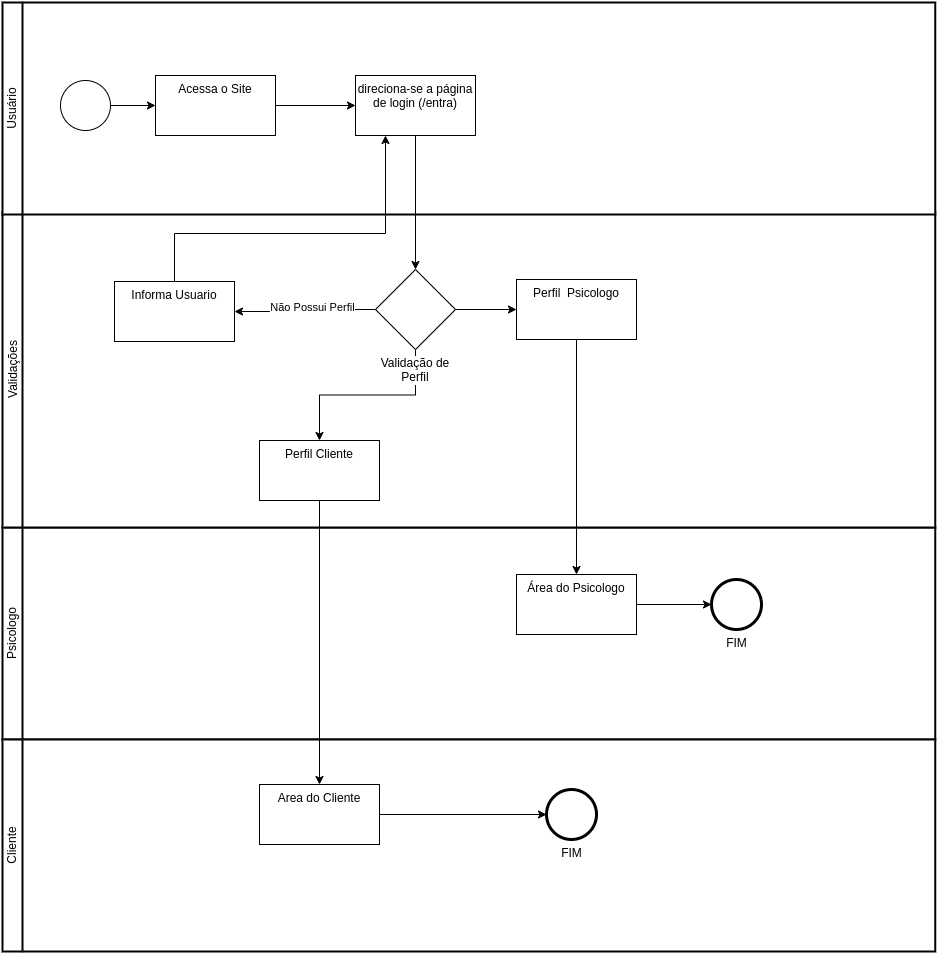 Usuário
Acessa o Site
direciona-se a página
de login (/entra)
Validações
Informa Usuario
Não Possui Perfil
Perfil  Psicologo
Validação de
Perfil
Perfil Cliente
Psicologo
Área do Psicologo
FIM
Cliente
Area do Cliente
FIM